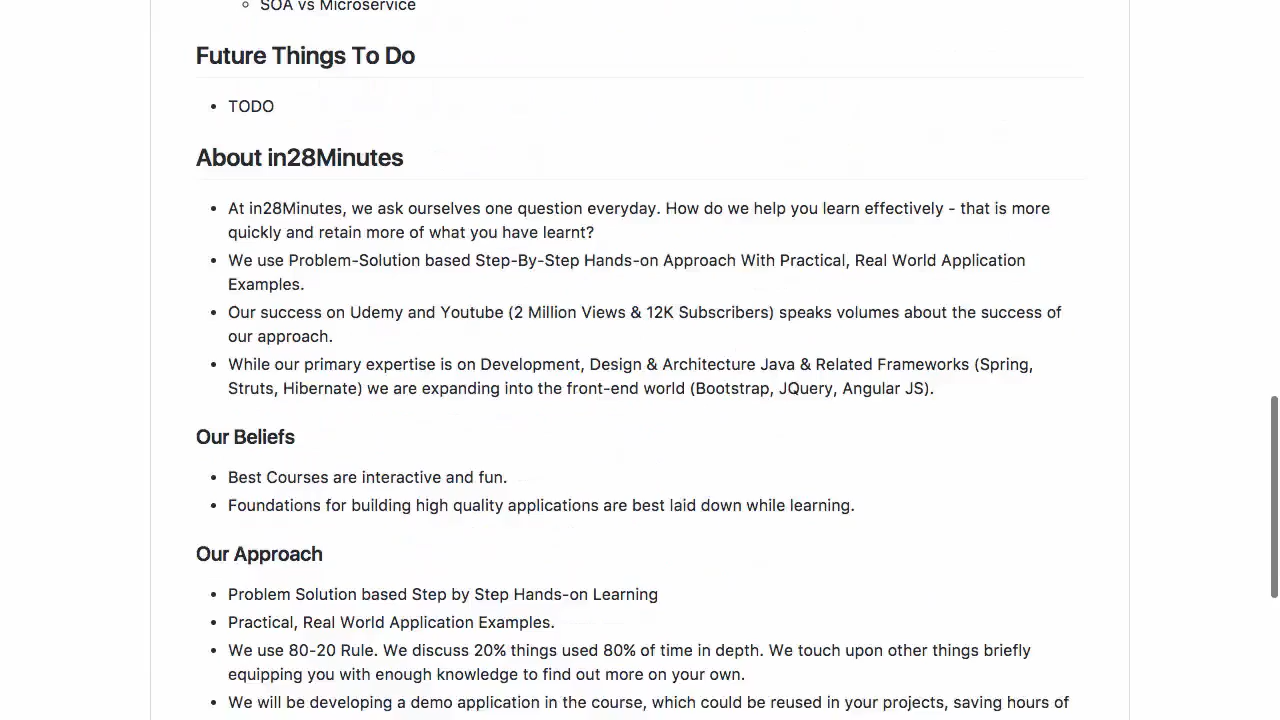 SOA vs Microservice
Future Things To Do
TODO
About in28Minutes
At in28Minutes, we ask ourselves one question everyday. How do we help you learn effectively - that is more
quickly and retain more of what you have learnt?
We use Problem-Solution based Step-By-Step Hands-on Approach With Practical, Real World Application
Examples.
Our success on Udemy and Youtube (2 Million Views & 12K Subscribers) speaks volumes about the success of
our approach.
While our primary expertise is on Development, Design & Architecture Java & Related Frameworks (Spring,
Struts, Hibernate) we are expanding into the front-end world (Bootstrap, JQuery, Angular JS).
Our Beliefs
Best Courses are interactive and fun.
Foundations for building high quality applications are best laid down while learning.
Our Approach
Problem Solution based Step by Step Hands-on Learning
Practical, Real World Application Examples.
We use 80-20 Rule. We discuss 20% things used 80% of time in depth. We touch upon other things briefly
equipping you with enough knowledge to find out more on your own.
We will be developing a demo application in the course, which could be reused in your projects, saving hours of